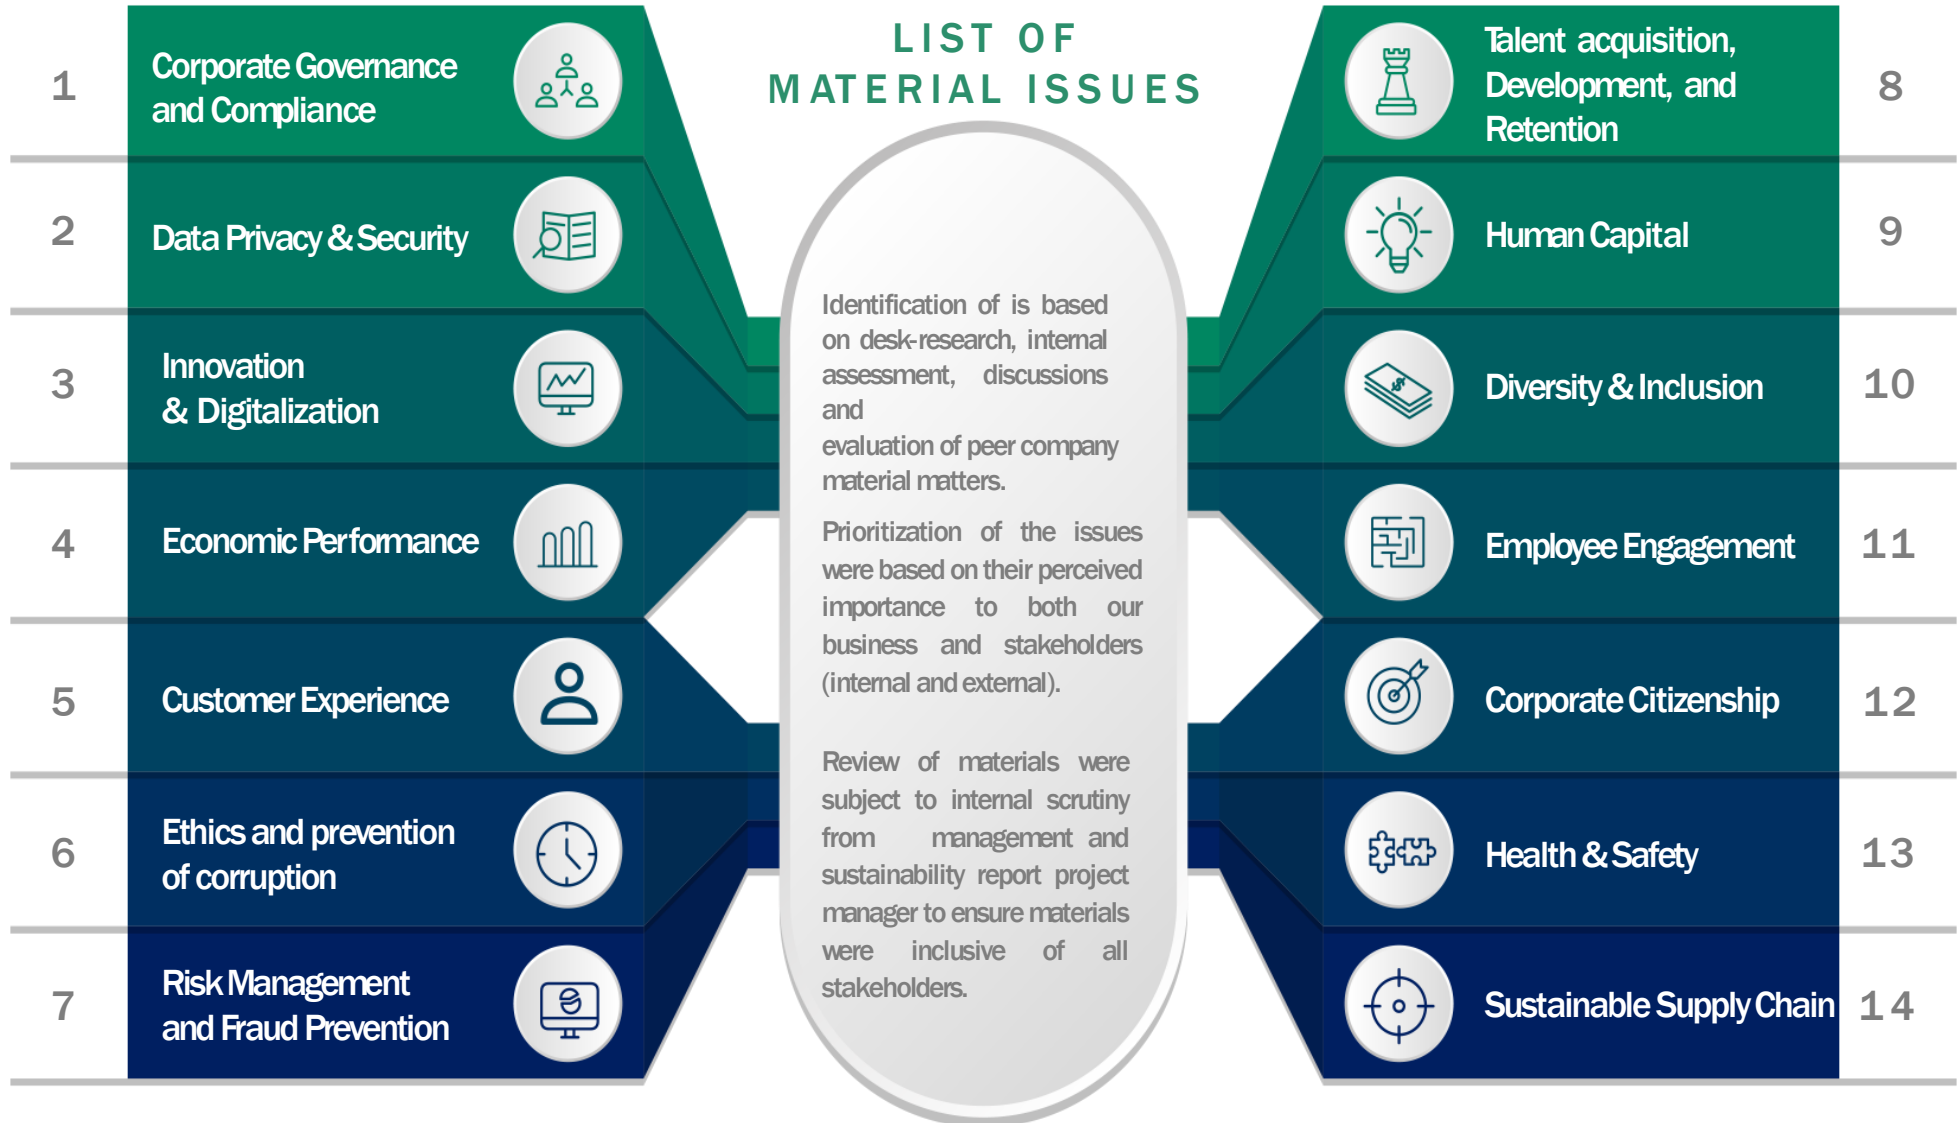 LIST OF
MATERIAL ISSUES
1
Corporate Governance
and Compliance
2
Data Privacy & Security
3
Innovation
& Digitalization
4
Economic Performance
5
Customer Experience
6
Ethics and prevention
of corruption
7
Risk Management
and Fraud Prevention
Identification of is based
on desk-research, internal
assessment, discussions
and
evaluation of peer company
material matters.
Prioritization of the issues
were based on their perceived
importance to both our
business and stakeholders
(internal and external).
Review of materials were
subject to internal scrutiny
from management and
sustainability report project
manager to ensure materials
were inclusive of all
stakeholders.
Talent acquisition,
Development, and
Retention
8
Human Capital
9
Diversity & Inclusion
10
Employee Engagement
11
Corporate Citizenship
12
Health & Safety
13
Sustainable Supply Chain
14